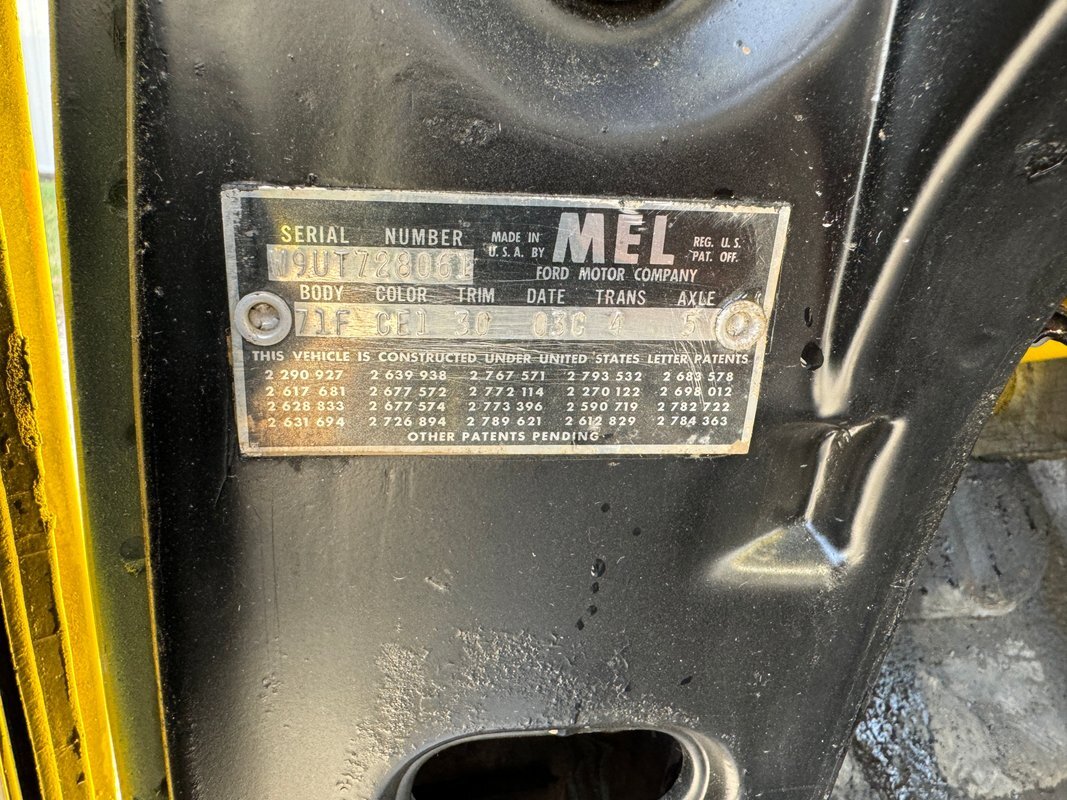 SERIAL NUMBER MADE IN U.S.A. BY MEL REG. U.S. PAT. OFF.
W9UT728061 FORD MOTOR COMPANY
BODY COLOR TRIM DATE TRANS AXLE
71F CE1 3C 03C 4 5
THIS VEHICLE IS CONSTRUCTED UNDER UNITED STATES LETTER PATENTS
2 290 927 2 639 938 2 767 571 2 793 532 2 683 578
2 617 681 2 677 572 2 772 114 2 270 122 2 698 012
2 628 833 2 677 574 2 773 396 2 590 719 2 782 722
2 631 694 2 726 894 2 789 621 2 612 829 2 784 363
OTHER PATENTS PENDING